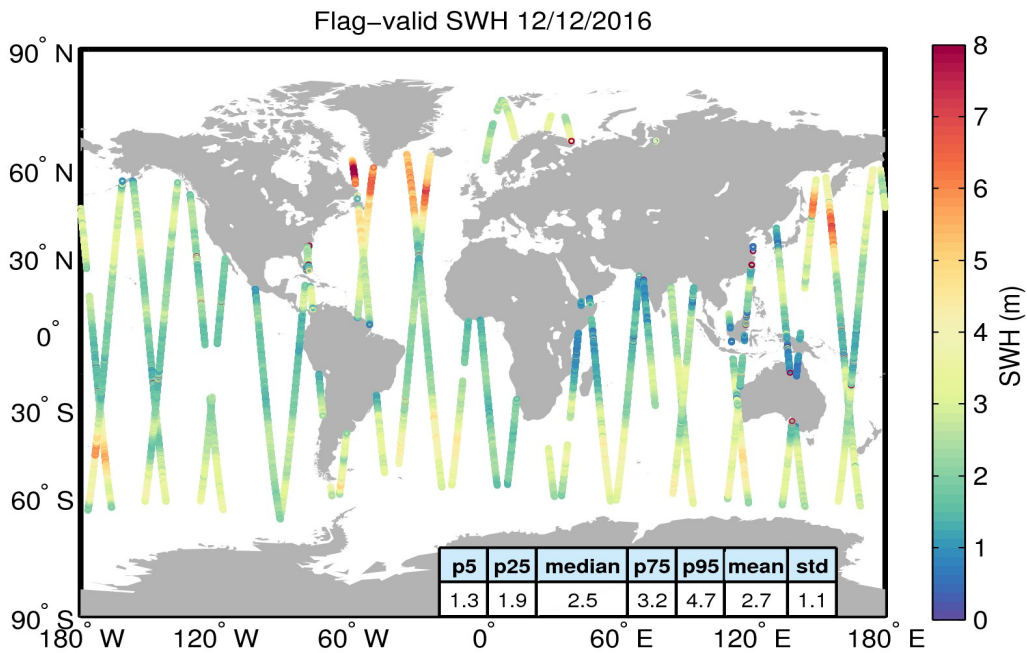 Flag−valid SWH 12/12/2016
90° N
60° N
30° N
0°
30° S
60° S
90° S
180° W
120° W
60° W
0°
60° E
120° E
180° E
p5 p25 median p75 p95 mean std
1.3 1.9 2.5 3.2 4.7 2.7 1.1
8
7
6
5
4
3
2
1
0
SWH (m)